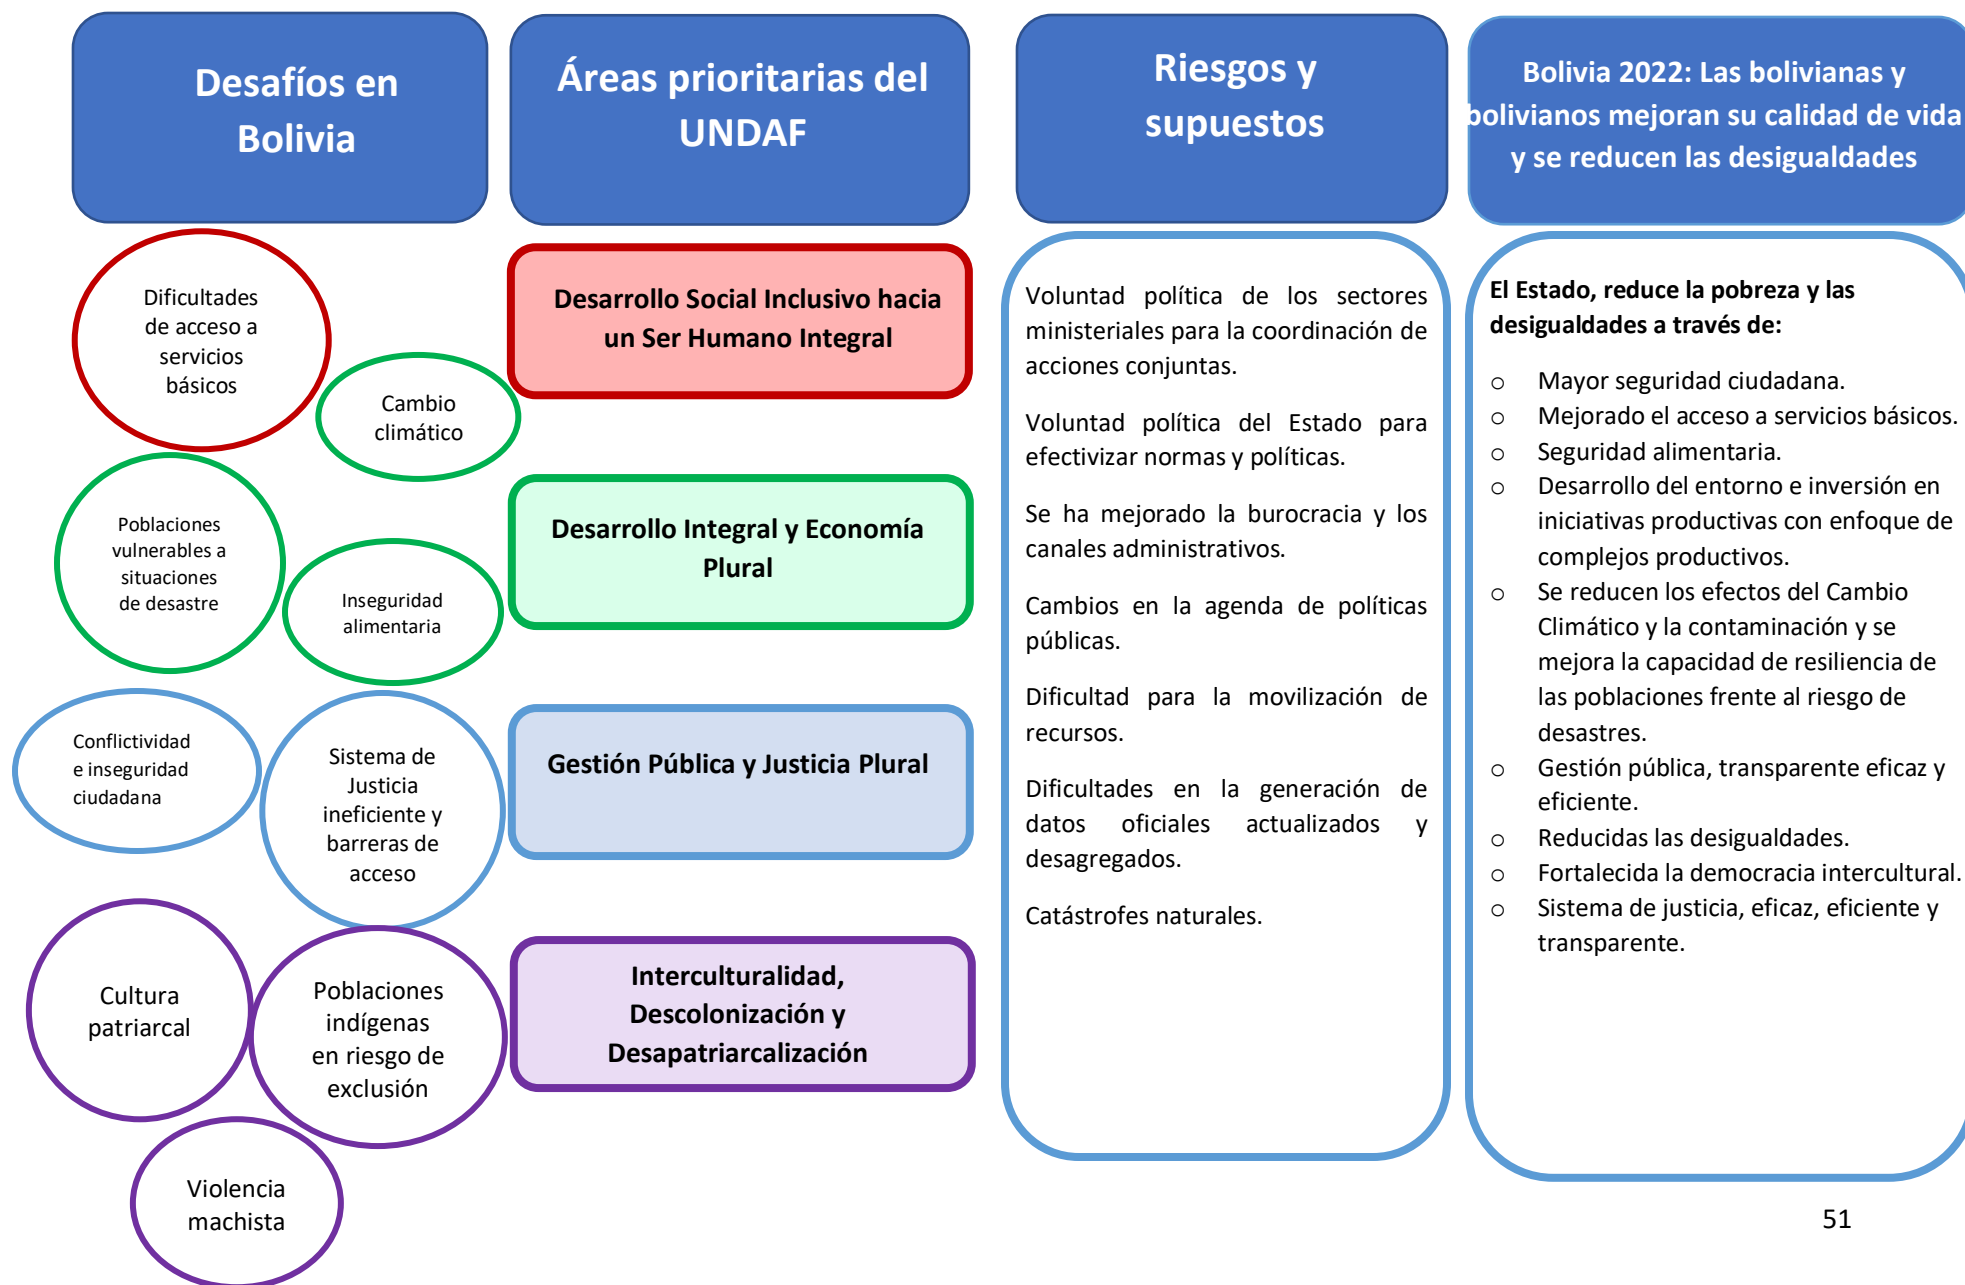 Desafíos en
Bolivia
Áreas prioritarias del
UNDAF
Riesgos y
supuestos
Bolivia 2022: Las bolivianas y
bolivianos mejoran su calidad de vida
y se reducen las desigualdades
Dificultades
de acceso a
servicios
básicos
Cambio
climático
Poblaciones
vulnerables a
situaciones
de desastre
Inseguridad
alimentaria
Conflictividad
e inseguridad
ciudadana
Sistema de
Justicia
ineficiente y
barreras de
acceso
Cultura
patriarcal
Poblaciones
indígenas
en riesgo de
exclusión
Violencia
machista
Desarrollo Social Inclusivo hacia
un Ser Humano Integral
Desarrollo Integral y Economía
Plural
Gestión Pública y Justicia Plural
Interculturalidad,
Descolonización y
Desapatriarcalización
Voluntad política de los sectores
ministeriales para la coordinación de
acciones conjuntas.
Voluntad política del Estado para
efectivizar normas y políticas.
Se ha mejorado la burocracia y los
canales administrativos.
Cambios en la agenda de políticas
públicas.
Dificultad para la movilización de
recursos.
Dificultades en la generación de
datos oficiales actualizados y
desagregados.
Catástrofes naturales.
El Estado, reduce la pobreza y las
desigualdades a través de:
o Mayor seguridad ciudadana.
o Mejorado el acceso a servicios básicos.
o Seguridad alimentaria.
o Desarrollo del entorno e inversión en
iniciativas productivas con enfoque de
complejos productivos.
o Se reducen los efectos del Cambio
Climático y la contaminación y se
mejora la capacidad de resiliencia de
las poblaciones frente al riesgo de
desastres.
o Gestión pública, transparente eficaz y
eficiente.
o Reducidas las desigualdades.
o Fortalecida la democracia intercultural.
o Sistema de justicia, eficaz, eficiente y
transparente.
51